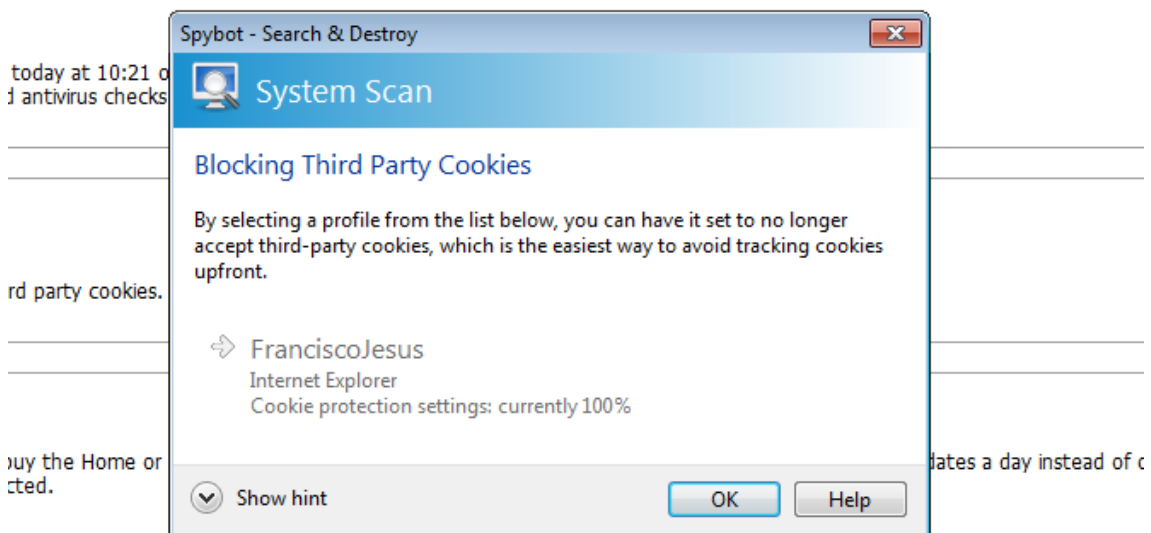 Spybot - Search & Destroy
today at 10:21
d antivirus checks
System Scan
Blocking Third Party Cookies
By selecting a profile from the list below, you can have it set to no longer
accept third-party cookies, which is the easiest way to avoid tracking cookies
upfront.
rd party cookies.
FranciscoJesus
Internet Explorer
Cookie protection settings: currently 100%
buy the Home or
dates a day instead of
cted.
Show hint
OK
Help